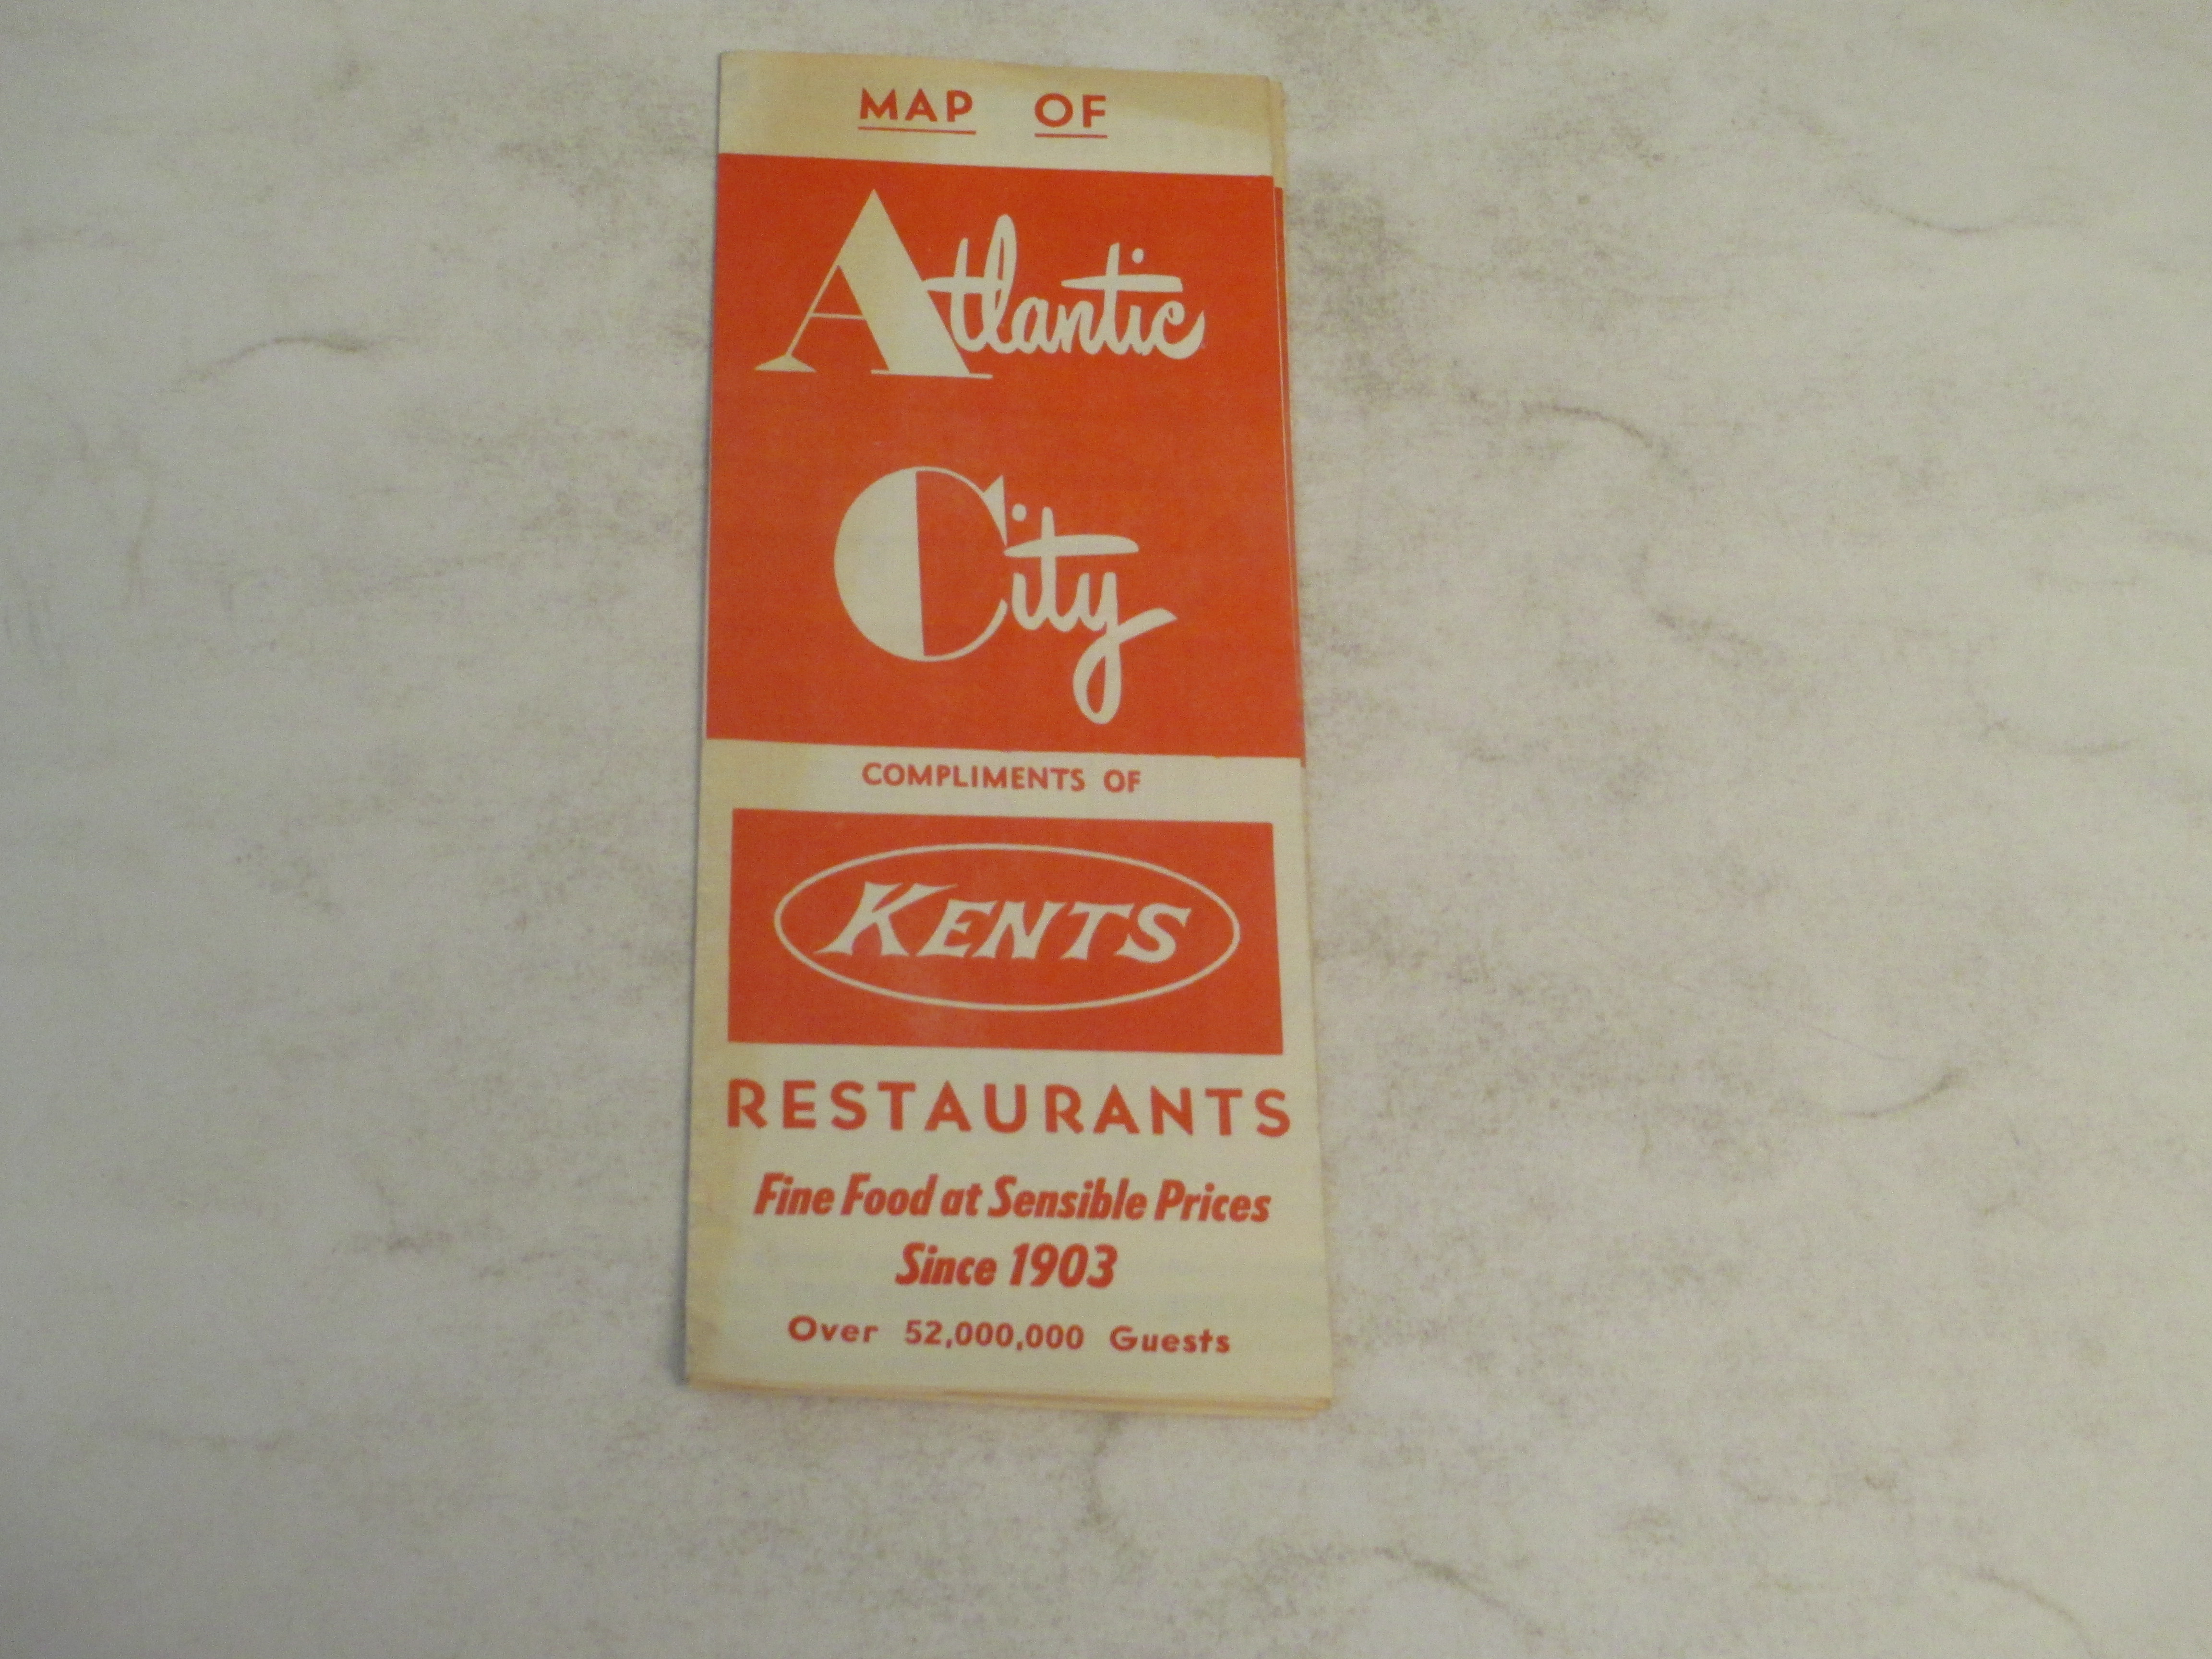 MAP OF
Atlantic
City
COMPLIMENTS OF
KENTS
RESTAURANTS
Fine Food at Sensible Prices
Since 1903
Over 52,000,000 Guests